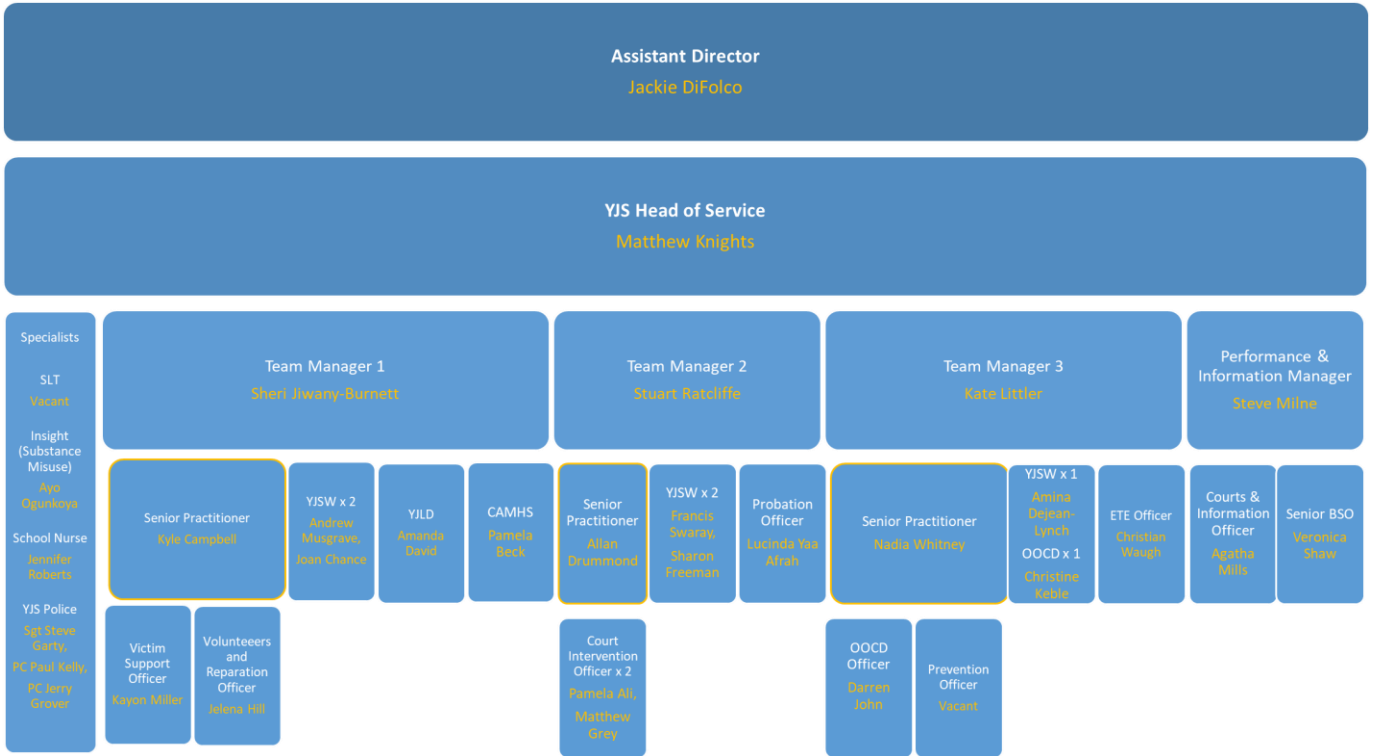 Assistant Director
Jackie DiFolco
YJS Head of Service
Matthew Knights
Specialists
SLT
Vacant
Insight
(Substance
Misuse)
Ayo
Ogunkoya
School Nurse
Jennifer
Roberts
YJS Police
Sgt Steve
Garty,
PC Paul Kelly,
PC Jerry
Grover
Team Manager 1
Sheri Jiwany-Burnett
Team Manager 2
Stuart Ratcliffe
Team Manager 3
Kate Littler
Performance &
Information Manager
Steve Milne
Senior Practitioner
Kyle Campbell
YJSW x 2
Andrew
Musgrave,
Joan Chance
YJLD
Amanda
David
CAMHS
Pamela
Beck
Senior
Practitioner
Allan
Drummond
YJSW x 2
Francis
Swaray,
Sharon
Freeman
Probation
Officer
Lucinda Yaa
Afrah
Senior Practitioner
Nadia Whitney
YJSW x 1
Amina
Dejean-
Lynch
OOCD x 1
Christine
Keble
ETE Officer
Christian
Waugh
Courts &
Information
Officer
Agatha
Mills
Senior BSO
Veronica
Shaw
Victim
Support
Officer
Kayon Miller
Volunteeers
and
Reparation
Officer
Jelena Hill
Court
Intervention
Officer x 2
Pamela Ali,
Matthew
Grey
OOCD
Officer
Darren
John
Prevention
Officer
Vacant